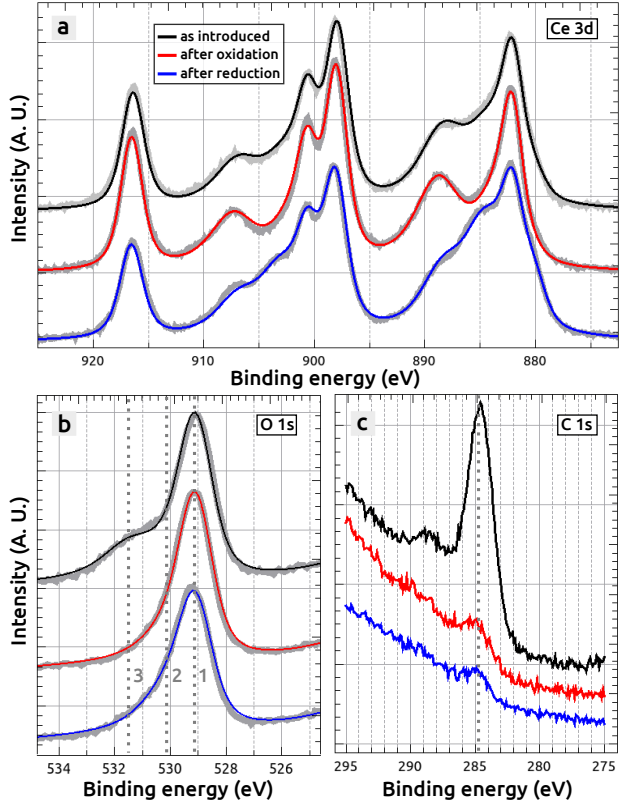 a
Ce 3d
as introduced
after oxidation
after reduction
Intensity (A. U.)
920 910 900 890 880
Binding energy (eV)
b
O 1s
3 2 1
Intensity (A. U.)
534 532 530 528 526
Binding energy (eV)
c
C 1s
295 290 285 280 275
Binding energy (eV)